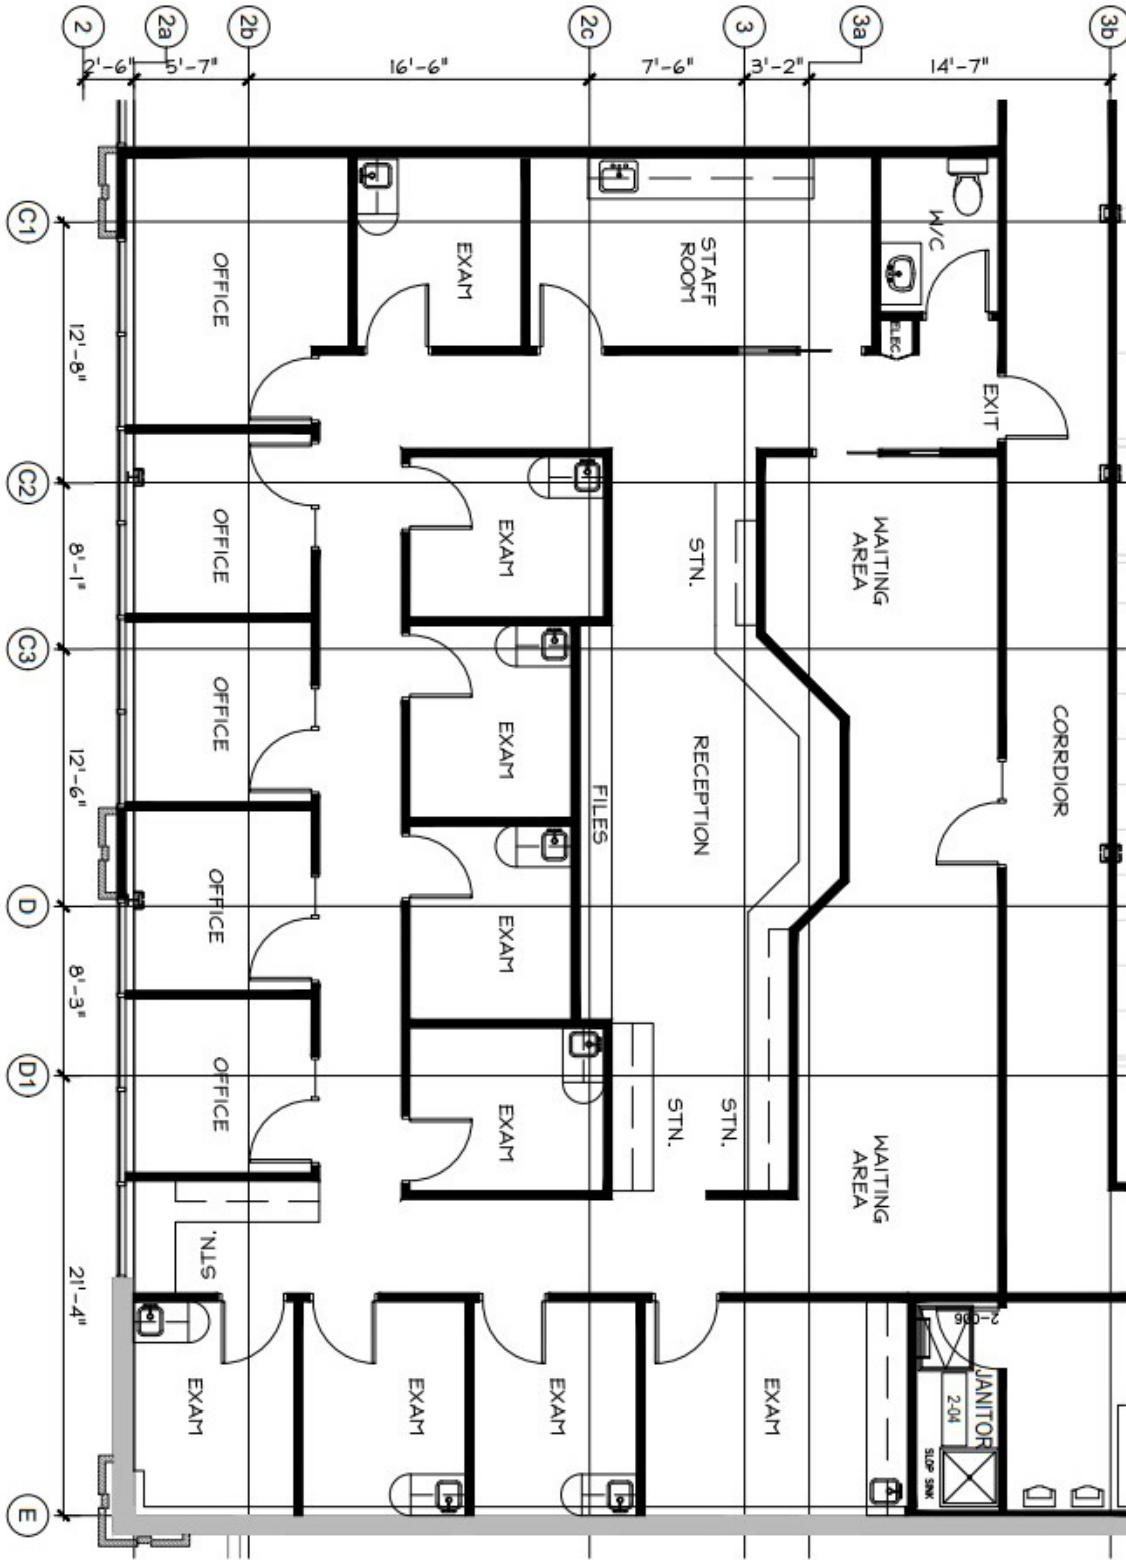 2
2a
2b
2c
3
3a
3b
2'-6"
5'-7"
16'-6"
7'-6"
3'-2"
14'-7"
C1
C2
C3
D
D1
E
12'-8"
8'-1"
12'-6"
8'-3"
21'-4"
OFFICE
EXAM
STAFF
ROOM
W/C
ELEC.
EXIT
OFFICE
EXAM
STN.
WAITING
AREA
OFFICE
EXAM
FILES
RECEPTION
CORRDIOR
OFFICE
EXAM
OFFICE
EXAM
STN.
STN.
WAITING
AREA
STN.
EXAM
EXAM
EXAM
EXAM
2-006
JANITOR
2-04
SLOP SINK